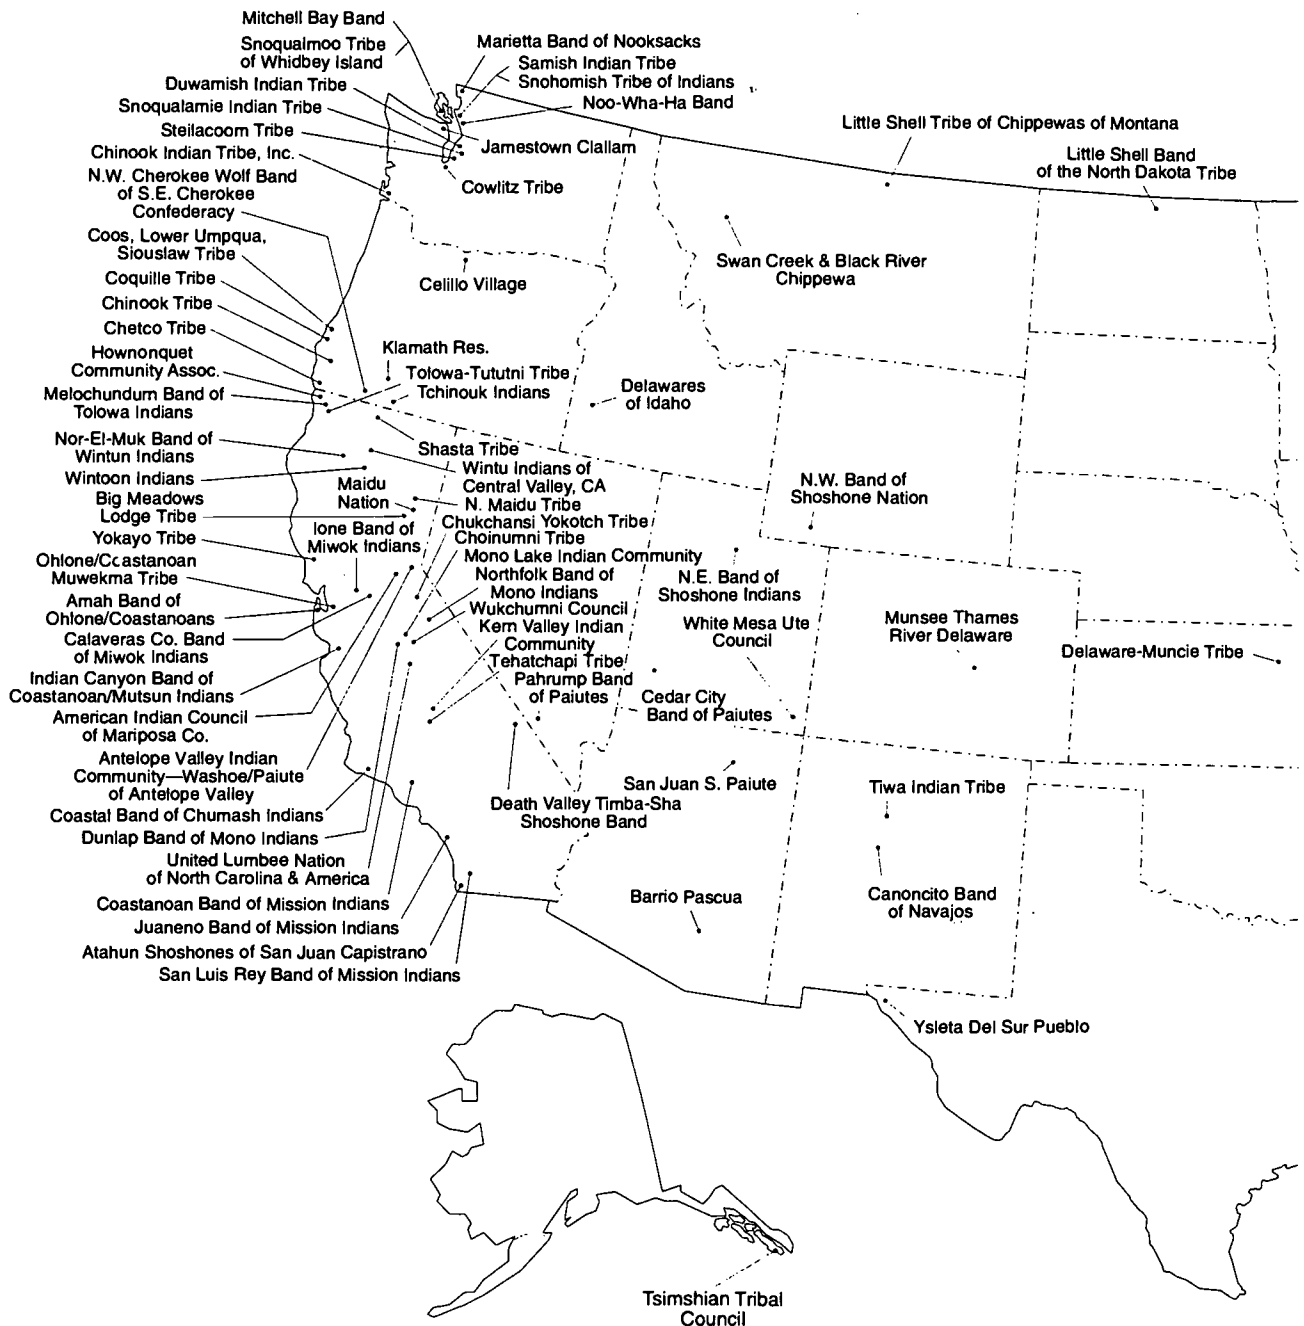 Mitchell Bay Band
Snoqualmoo Tribe
of Whidbey Island
Duwamish Indian Tribe
Snoqualamie Indian Tribe
Steilacoom Tribe
Chinook Indian Tribe, Inc.
N.W. Cherokee Wolf Band
of S.E. Cherokee
Confederacy
Coos, Lower Umpqua,
Siouslaw Tribe
Coquille Tribe
Chinook Tribe
Chetco Tribe
Hownonquet
Community Assoc.
Melochundum Band of
Tolowa Indians
Nor-El-Muk Band of
Wintun Indians
Wintoon Indians
Big Meadows
Lodge Tribe
Yokayo Tribe
Ohlone/Coastanoan
Muwekma Tribe
Amah Band of
Ohlone/Coastanoans
Calaveras Co. Band
of Miwok Indians
Indian Canyon Band of
Coastanoan/Mutsun Indians
American Indian Council
of Mariposa Co.
Antelope Valley Indian
Community—Washoe/Paiute
of Antelope Valley
Coastal Band of Chumash Indians
Dunlap Band of Mono Indians
United Lumbee Nation
of North Carolina & America
Coastanoan Band of Mission Indians
Juaneno Band of Mission Indians
Atahun Shoshones of San Juan Capistrano
San Luis Rey Band of Mission Indians
Marietta Band of Nooksacks
Samish Indian Tribe
Snohomish Tribe of Indians
Noo-Wha-Ha Band
Jamestown Clallam
Cowlitz Tribe
Celillo Village
Klamath Res.
Tolowa-Tututni Tribe
Tchinouk Indians
Shasta Tribe
Wintu Indians of
Central Valley, CA
Maidu
Nation
N. Maidu Tribe
Ione Band of
Miwok Indians
Chukchansi Yokotch Tribe
Choinumni Tribe
Mono Lake Indian Community
Northfolk Band of
Mono Indians
Wukchumni Council
Kern Valley Indian
Community
Tehatchapi Tribe
Pahrump Band
of Paiutes
Death Valley Timba-Sha
Shoshone Band
Little Shell Tribe of Chippewas of Montana
Little Shell Band
of the North Dakota Tribe
Swan Creek & Black River
Chippewa
Delawares
of Idaho
N.W. Band of
Shoshone Nation
N.E. Band of
Shoshone Indians
White Mesa Ute
Council
Munsee Thames
River Delaware
Delaware-Muncie Tribe
Cedar City
Band of Paiutes
San Juan S. Paiute
Tiwa Indian Tribe
Barrio Pascua
Canoncito Band
of Navajos
Ysleta Del Sur Pueblo
Tsimshian Tribal
Council